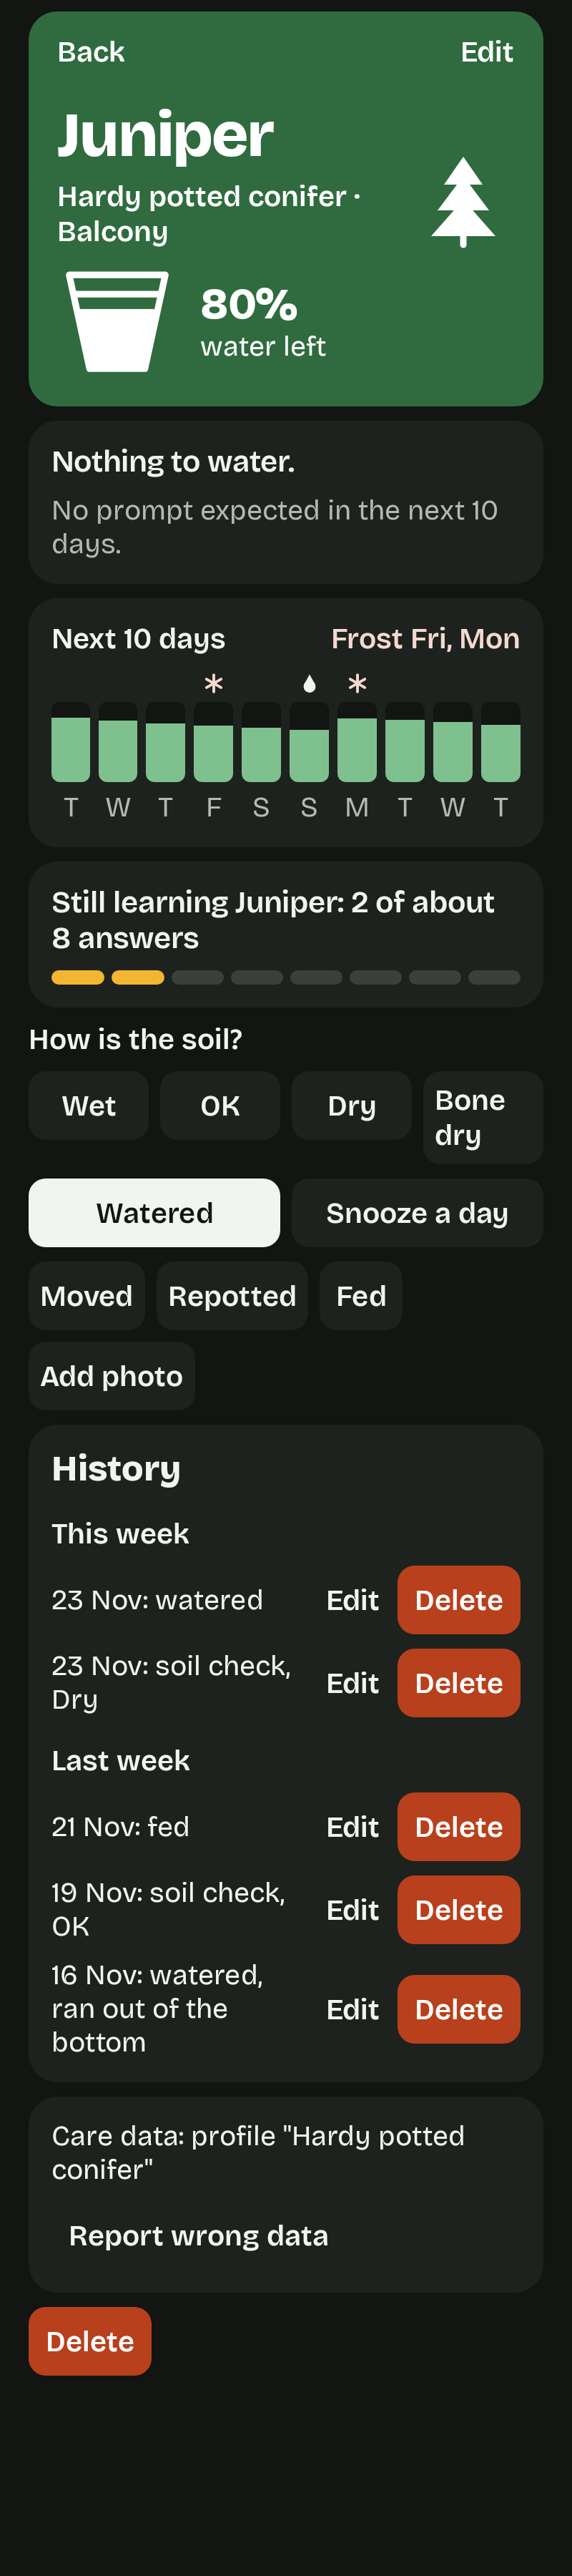 Back
Edit
Juniper
Hardy potted conifer ·
Balcony
80%
water left
Nothing to water.
No prompt expected in the next 10
days.
Next 10 days
Frost Fri, Mon
T W T F S S M T W T
Still learning Juniper: 2 of about
8 answers
How is the soil?
Wet
OK
Dry
Bone
dry
Watered
Snooze a day
Moved
Repotted
Fed
Add photo
History
This week
23 Nov: watered
Edit
Delete
23 Nov: soil check,
Dry
Edit
Delete
Last week
21 Nov: fed
Edit
Delete
19 Nov: soil check,
OK
Edit
Delete
16 Nov: watered,
ran out of the
bottom
Edit
Delete
Care data: profile "Hardy potted
conifer"
Report wrong data
Delete